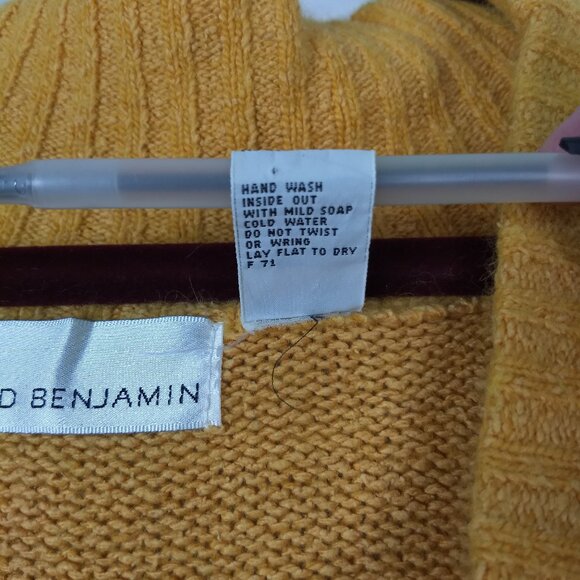 HAND WASH
INSIDE OUT
WITH MILD SOAP
COLD WATER
DO NOT TWIST
OR WRING
LAY FLAT TO DRY
F 71
D BENJAMIN